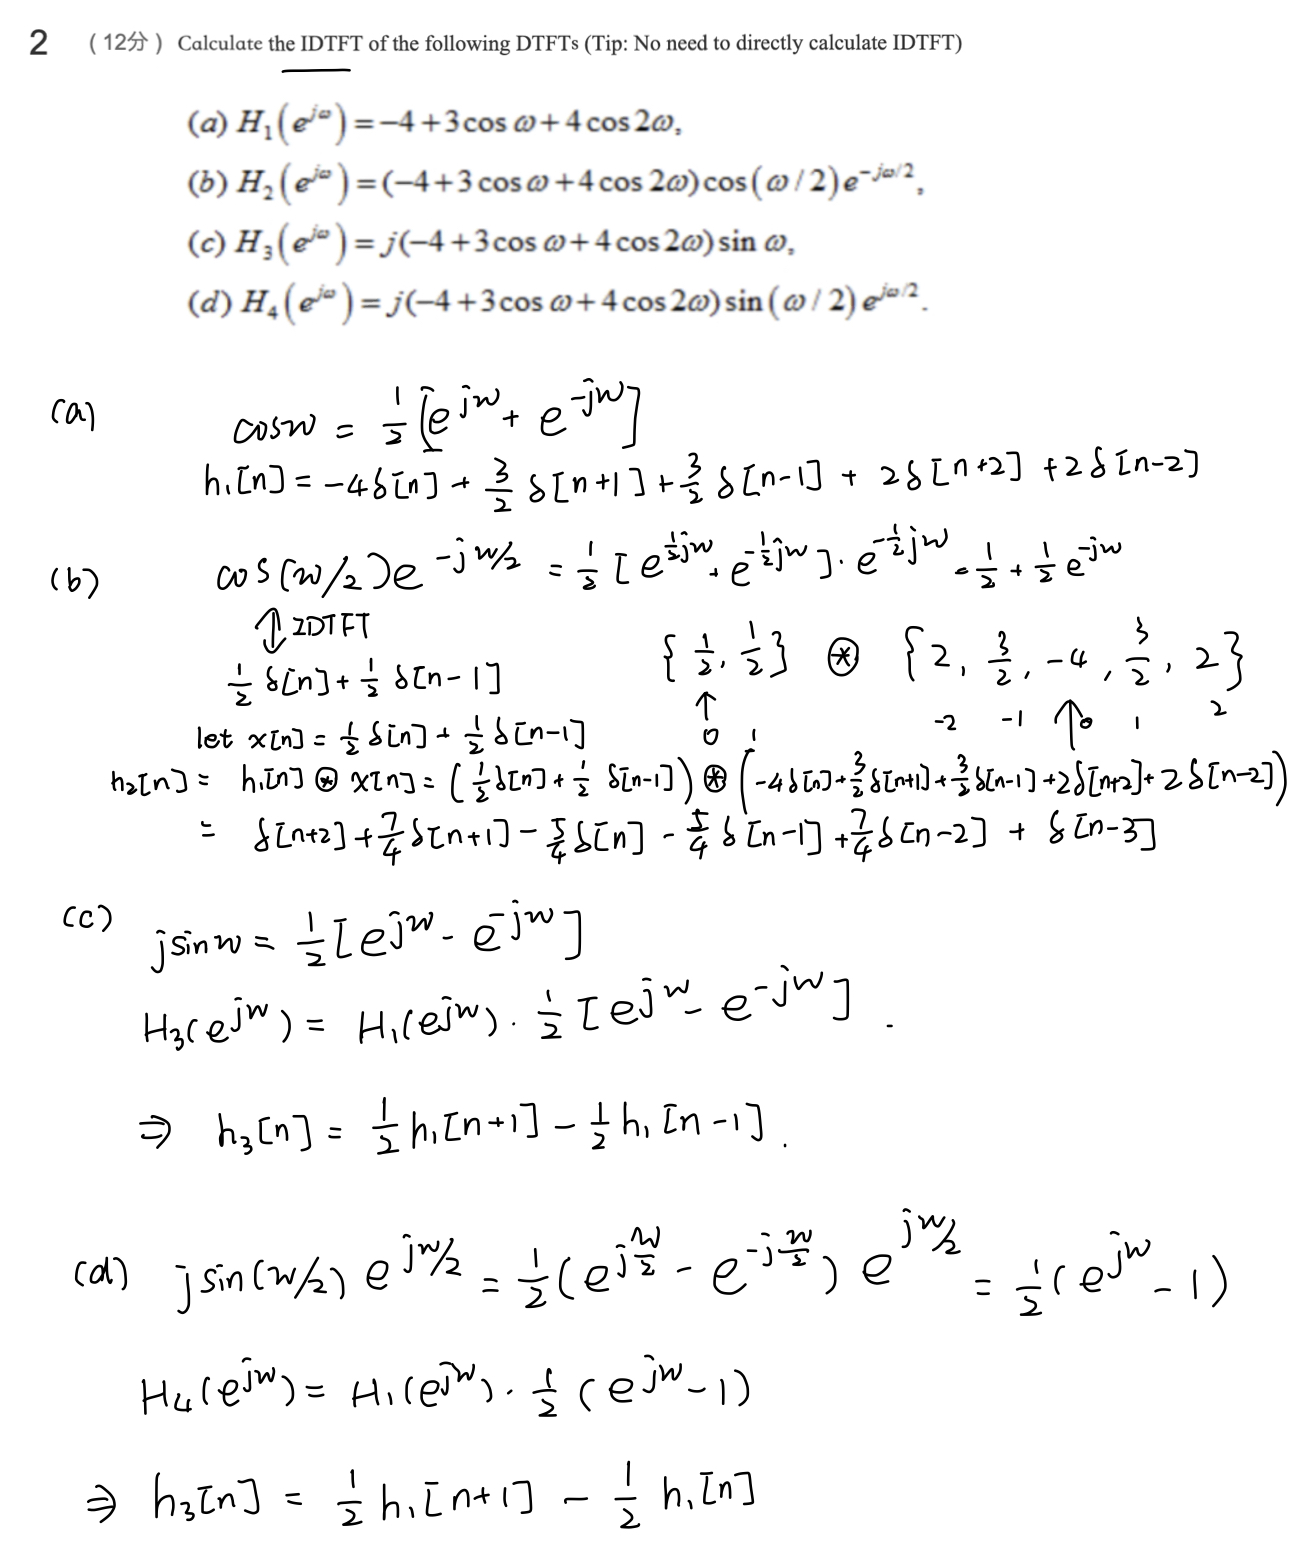 2 ( 12分 ) Calculate the IDTFT of the following DTFTs (Tip: No need to directly calculate IDTFT)
(a) H₁(e^{jω}) = −4 + 3cos ω + 4cos 2ω,
(b) H₂(e^{jω}) = (−4 + 3cos ω + 4cos 2ω)cos(ω / 2)e^{−jω/2},
(c) H₃(e^{jω}) = j(−4 + 3cos ω + 4cos 2ω)sin ω,
(d) H₄(e^{jω}) = j(−4 + 3cos ω + 4cos 2ω)sin(ω / 2)e^{jω/2}.
(a) cosw = 1/2 [e^{jw} + e^{-jw}]
h₁[n] = -4δ[n] + 3/2 δ[n+1] + 3/2 δ[n-1] + 2δ[n+2] + 2δ[n-2]
(b) cos(w/2)e^{-jw/2} = 1/2 [e^{1/2 jw} + e^{-1/2 jw}]·e^{-1/2 jw} = 1/2 + 1/2 e^{-jw}
⇕ IDTFT
{1/2, 1/2} ⊛ {2, 3/2, -4, 3/2, 2}
1/2 δ[n] + 1/2 δ[n-1]
↑ ↑
0 1 -2 -1 0 1 2
let x[n] = 1/2 δ[n] + 1/2 δ[n-1]
h₂[n] = h₁[n] ⊛ x[n] = (1/2 δ[n] + 1/2 δ[n-1]) ⊛ (-4δ[n] + 3/2 δ[n+1] + 3/2 δ[n-1] + 2δ[n+2] + 2δ[n-2])
= δ[n+2] + 7/4 δ[n+1] - 5/4 δ[n] - 5/4 δ[n-1] + 7/4 δ[n-2] + δ[n-3]
(c) jsinw = 1/2 [e^{jw} - e^{-jw}]
H₃(e^{jw}) = H₁(e^{jw})·1/2 [e^{jw} - e^{-jw}].
⇒ h₃[n] = 1/2 h₁[n+1] - 1/2 h₁[n-1].
(d) jsin(w/2) e^{jw/2} = 1/2 (e^{j w/2} - e^{-j w/2}) e^{jw/2} = 1/2 (e^{jw} - 1)
H₄(e^{jw}) = H₁(e^{jw})·1/2 (e^{jw} - 1)
⇒ h₃[n] = 1/2 h₁[n+1] - 1/2 h₁[n]